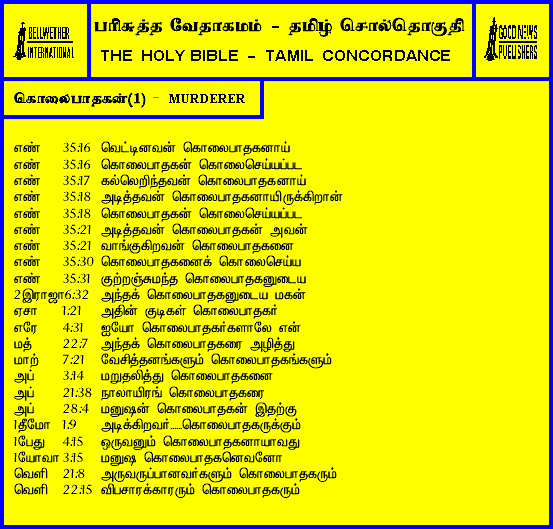 BELLWETHER INTERNATIONAL
பரிசுத்த வேதாகமம் - தமிழ் சொல்தொகுதி
THE HOLY BIBLE - TAMIL CONCORDANCE
GOOD NEWS PUBLISHERS
கொலைபாதகன்(1) - MURDERER
எண் 35:16 வெட்டினவன் கொலைபாதகனாய்
எண் 35:16 கொலைபாதகன் கொலைசெய்யப்பட
எண் 35:17 கல்லெறிந்தவன் கொலைபாதகனாய்
எண் 35:18 அடித்தவன் கொலைபாதகனாயிருக்கிறான்
எண் 35:18 கொலைபாதகன் கொலைசெய்யப்பட
எண் 35:21 அடித்தவன் கொலைபாதகன் அவன்
எண் 35:21 வாங்குகிறவன் கொலைபாதகனை
எண் 35:30 கொலைபாதகனைக் கொலைசெய்ய
எண் 35:31 குற்றஞ்சுமந்த கொலைபாதகனுடைய
2இராஜா 6:32 அந்தக் கொலைபாதகனுடைய மகன்
ஏசா 1:21 அதின் குடிகள் கொலைபாதகர்
எரே 4:31 ஐயோ கொலைபாதகர்களாலே என்
மத் 22:7 அந்தக் கொலைபாதகரை அழித்து
மாற் 7:21 வேசித்தனங்களும் கொலைபாதகங்களும்
அப் 3:14 மறுதலித்து கொலைபாதகனை
அப் 21:38 நாலாயிரங் கொலைபாதகரை
அப் 28:4 மனுஷன் கொலைபாதகன் இதற்கு
1தீமோ 1:9 அடிக்கிறவர்.....கொலைபாதகருக்கும்
1பேது 4:15 ஒருவனும் கொலைபாதகனாயாவது
1யோவா 3:15 மனுஷ கொலைபாதகனெவனோ
வெளி 21:8 அருவருப்பானவர்களும் கொலைபாதகரும்
வெளி 22:15 விபசாரக்காரரும் கொலைபாதகரும்